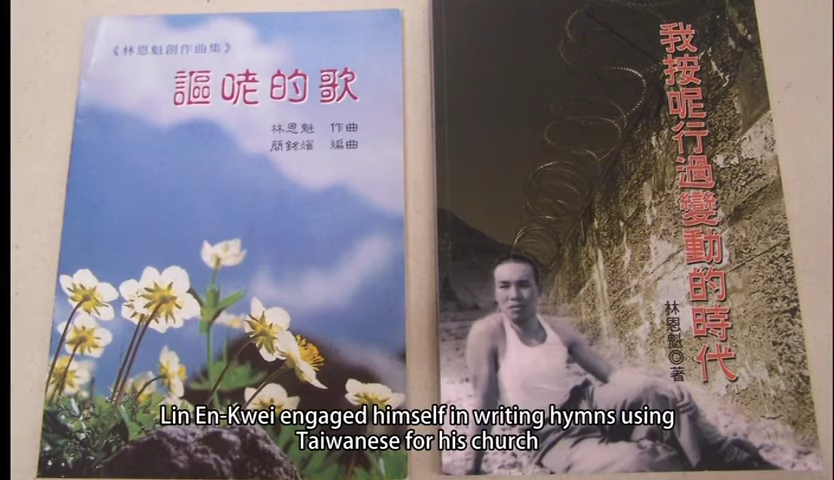 《林恩魁創作曲集》
謳咾的歌
林恩魁 作曲
簡銘燿 編曲
我按呢行過變動的時代
林恩魁◎著
Lin En-Kwei engaged himself in writing hymns using
Taiwanese for his church